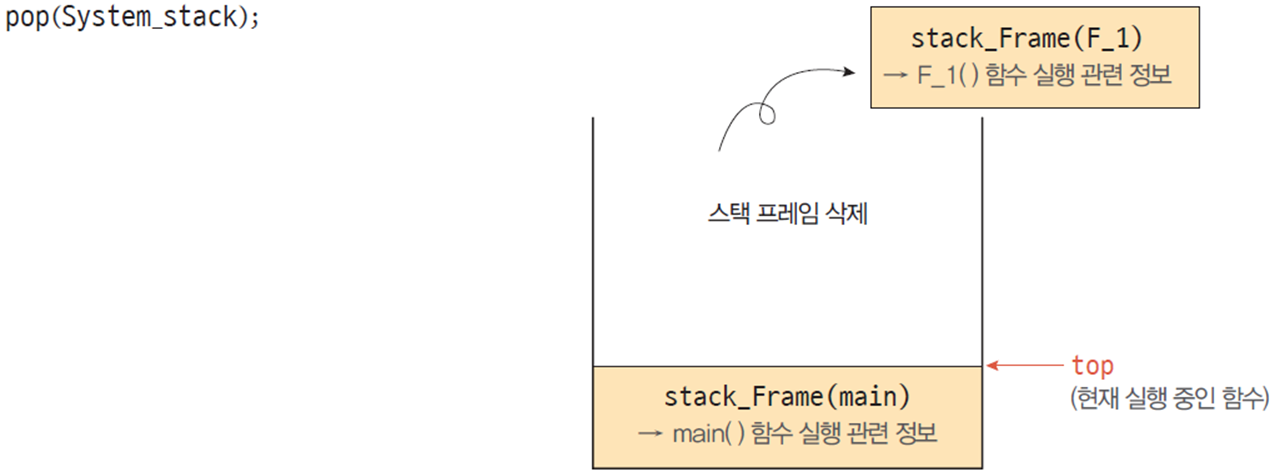 pop(System_stack);
stack_Frame(F_1)
→ F_1( ) 함수 실행 관련 정보
스택 프레임 삭제
top
(현재 실행 중인 함수)
stack_Frame(main)
→ main( ) 함수 실행 관련 정보